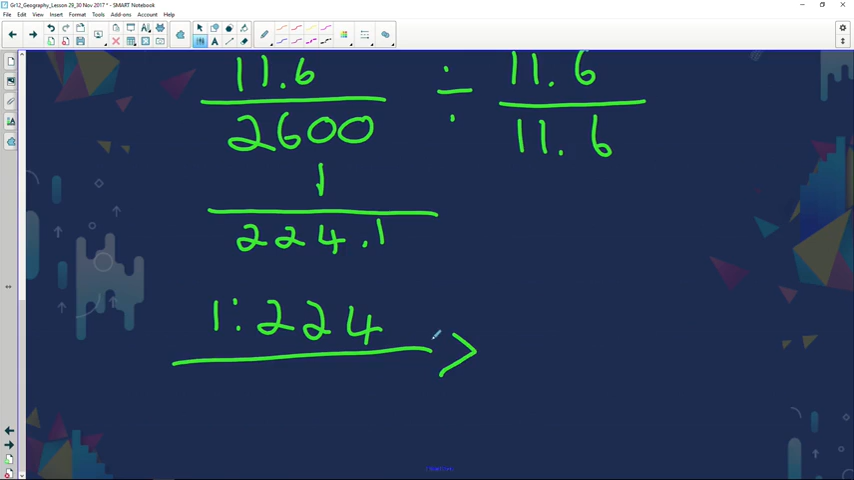 Gr12_Geography_Lesson 29_30 Nov 2017 * - SMART Notebook
File Edit View Insert Format Tools Add-ons Account Help
11.6 ÷ 11.6
2600 11.6
1
224.1
1:224 >